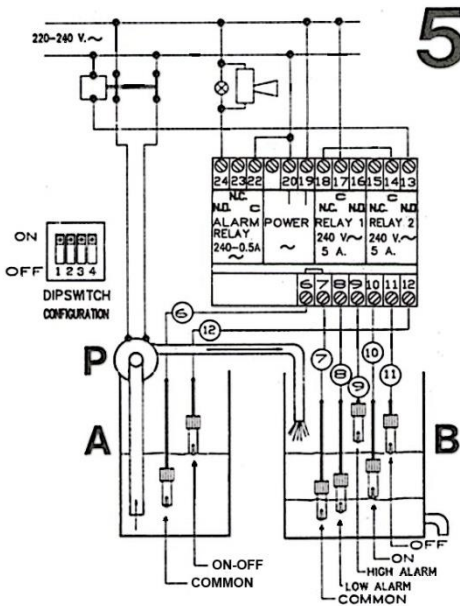 5
220-240 V.~
24 23 22 20 19 18 17 16 15 14 13
N.C.
N.O. C
ALARM
RELAY
240-0.5A
POWER
~
C
N.C. N.O.
RELAY 1
240 V.~
5 A.
C
N.C. N.O.
RELAY 2
240 V.~
5 A.
6 7 8 9 10 11 12
ON
OFF
1 2 3 4
DIPSWITCH
CONFIGURATION
6
12
7
8
9
10
11
P
A
B
ON-OFF
COMMON
OFF
ON
HIGH ALARM
LOW ALARM
COMMON